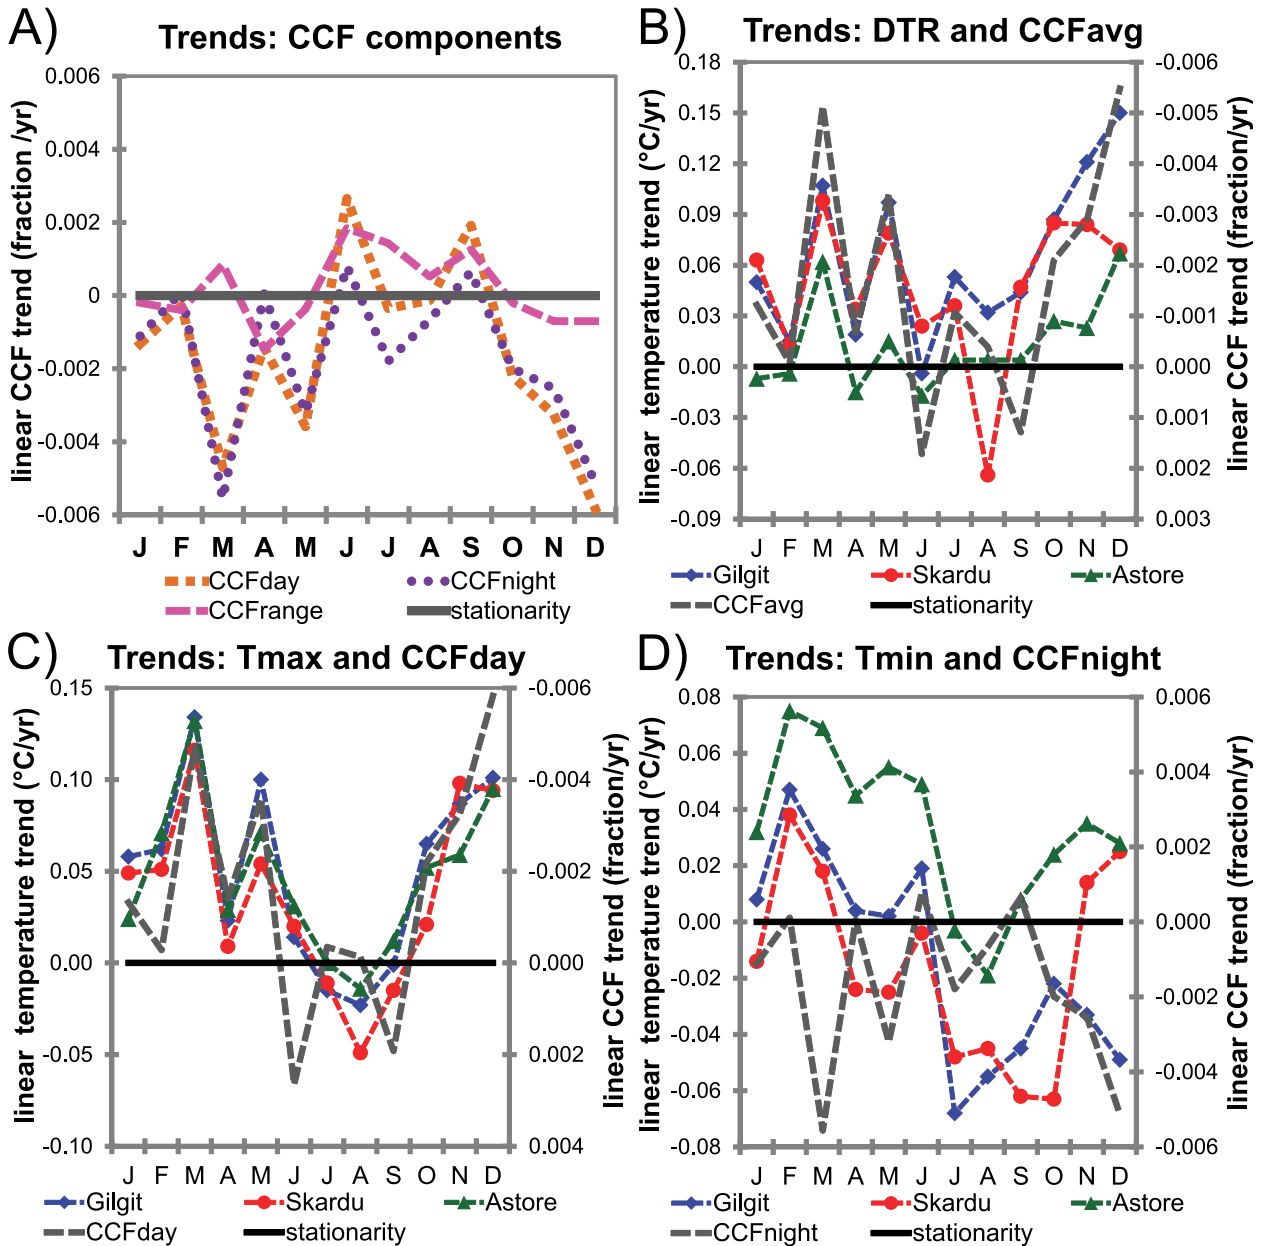 A)
Trends: CCF components
linear CCF trend (fraction /yr)
0.006
0.004
0.002
0
-0.002
-0.004
-0.006
J F M A M J J A S O N D
CCFday CCFnight
CCFrange stationarity
B)
Trends: DTR and CCFavg
linear temperature trend (°C/yr)
0.18
0.15
0.12
0.09
0.06
0.03
0.00
-0.03
-0.06
-0.09
-0.006
-0.005
-0.004
-0.003
-0.002
-0.001
0.000
0.001
0.002
0.003
linear CCF trend (fraction/yr)
J F M A M J J A S O N D
Gilgit Skardu Astore
CCFavg stationarity
C)
Trends: Tmax and CCFday
linear temperature trend (°C/yr)
0.15
0.10
0.05
0.00
-0.05
-0.10
-0.006
-0.004
-0.002
0.000
0.002
0.004
linear CCF trend (fraction/yr)
J F M A M J J A S O N D
Gilgit Skardu Astore
CCFday stationarity
D)
Trends: Tmin and CCFnight
linear temperature trend (°C/yr)
0.08
0.06
0.04
0.02
0.00
-0.02
-0.04
-0.06
-0.08
0.006
0.004
0.002
0.000
-0.002
-0.004
-0.006
linear CCF trend (fraction/yr)
J F M A M J J A S O N D
Gilgit Skardu Astore
CCFnight stationarity